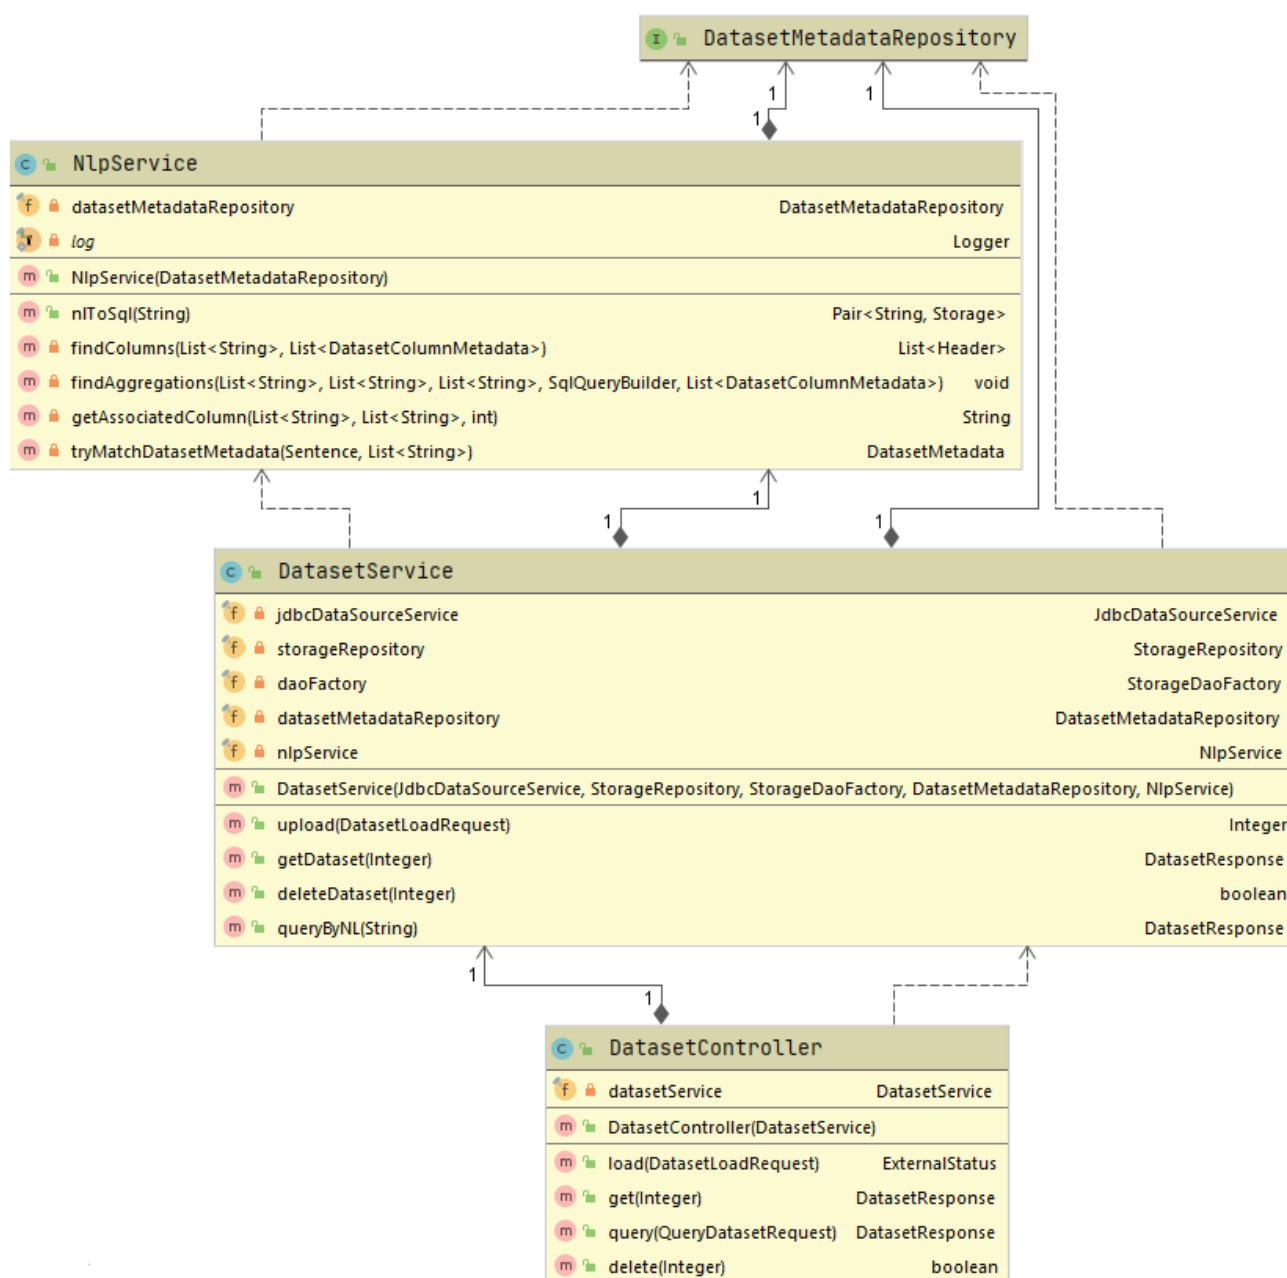 I DatasetMetadataRepository
1 1
1
C NlpService
f datasetMetadataRepository DatasetMetadataRepository
log Logger
m NlpService(DatasetMetadataRepository)
m nlToSql(String) Pair<String, Storage>
m findColumns(List<String>, List<DatasetColumnMetadata>) List<Header>
m findAggregations(List<String>, List<String>, List<String>, SqlQueryBuilder, List<DatasetColumnMetadata>) void
m getAssociatedColumn(List<String>, List<String>, int) String
m tryMatchDatasetMetadata(Sentence, List<String>) DatasetMetadata
1
1 1
C DatasetService
f jdbcDataSourceService JdbcDataSourceService
f storageRepository StorageRepository
f daoFactory StorageDaoFactory
f datasetMetadataRepository DatasetMetadataRepository
f nlpService NlpService
m DatasetService(JdbcDataSourceService, StorageRepository, StorageDaoFactory, DatasetMetadataRepository, NlpService)
m upload(DatasetLoadRequest) Integer
m getDataset(Integer) DatasetResponse
m deleteDataset(Integer) boolean
m queryByNL(String) DatasetResponse
1
1
C DatasetController
f datasetService DatasetService
m DatasetController(DatasetService)
m load(DatasetLoadRequest) ExternalStatus
m get(Integer) DatasetResponse
m query(QueryDatasetRequest) DatasetResponse
m delete(Integer) boolean